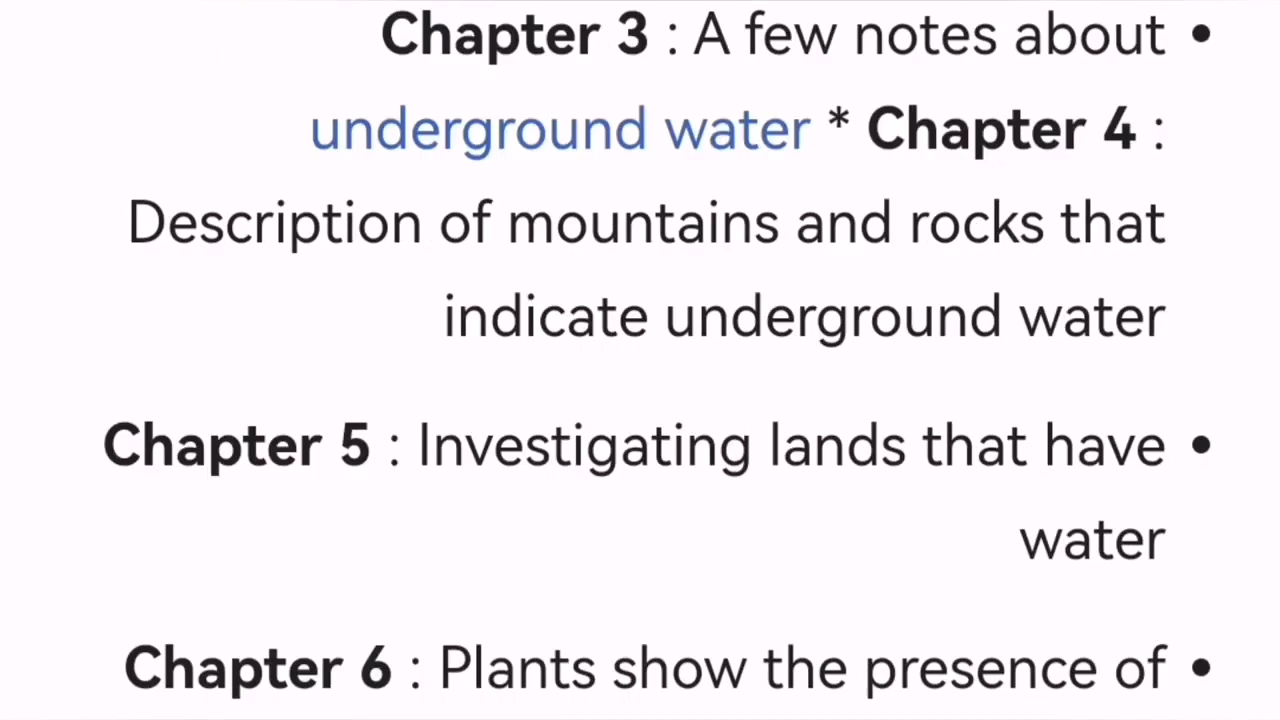 Chapter 3 : A few notes about •
underground water * Chapter 4 :
Description of mountains and rocks that
indicate underground water
Chapter 5 : Investigating lands that have •
water
Chapter 6 : Plants show the presence of •